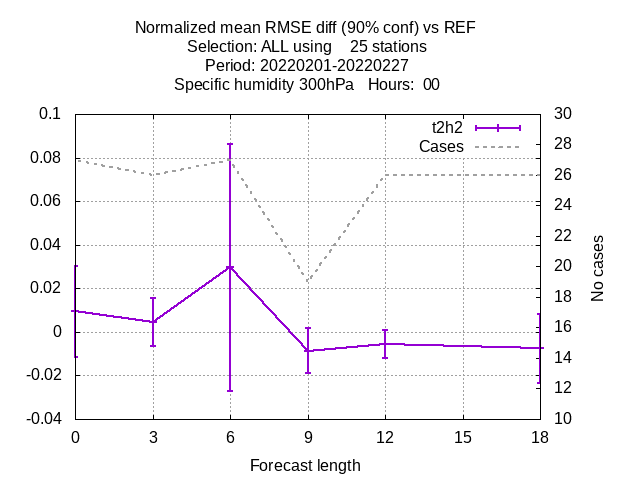 Normalized mean RMSE diff (90% conf) vs REF
Selection: ALL using    25 stations
Period: 20220201-20220227
Specific humidity 300hPa   Hours:  00
0.1
0.08
0.06
0.04
0.02
0
-0.02
-0.04
30
28
26
24
22
20
18
16
14
12
10
t2h2
Cases
No cases
0 3 6 9 12 15 18
Forecast length